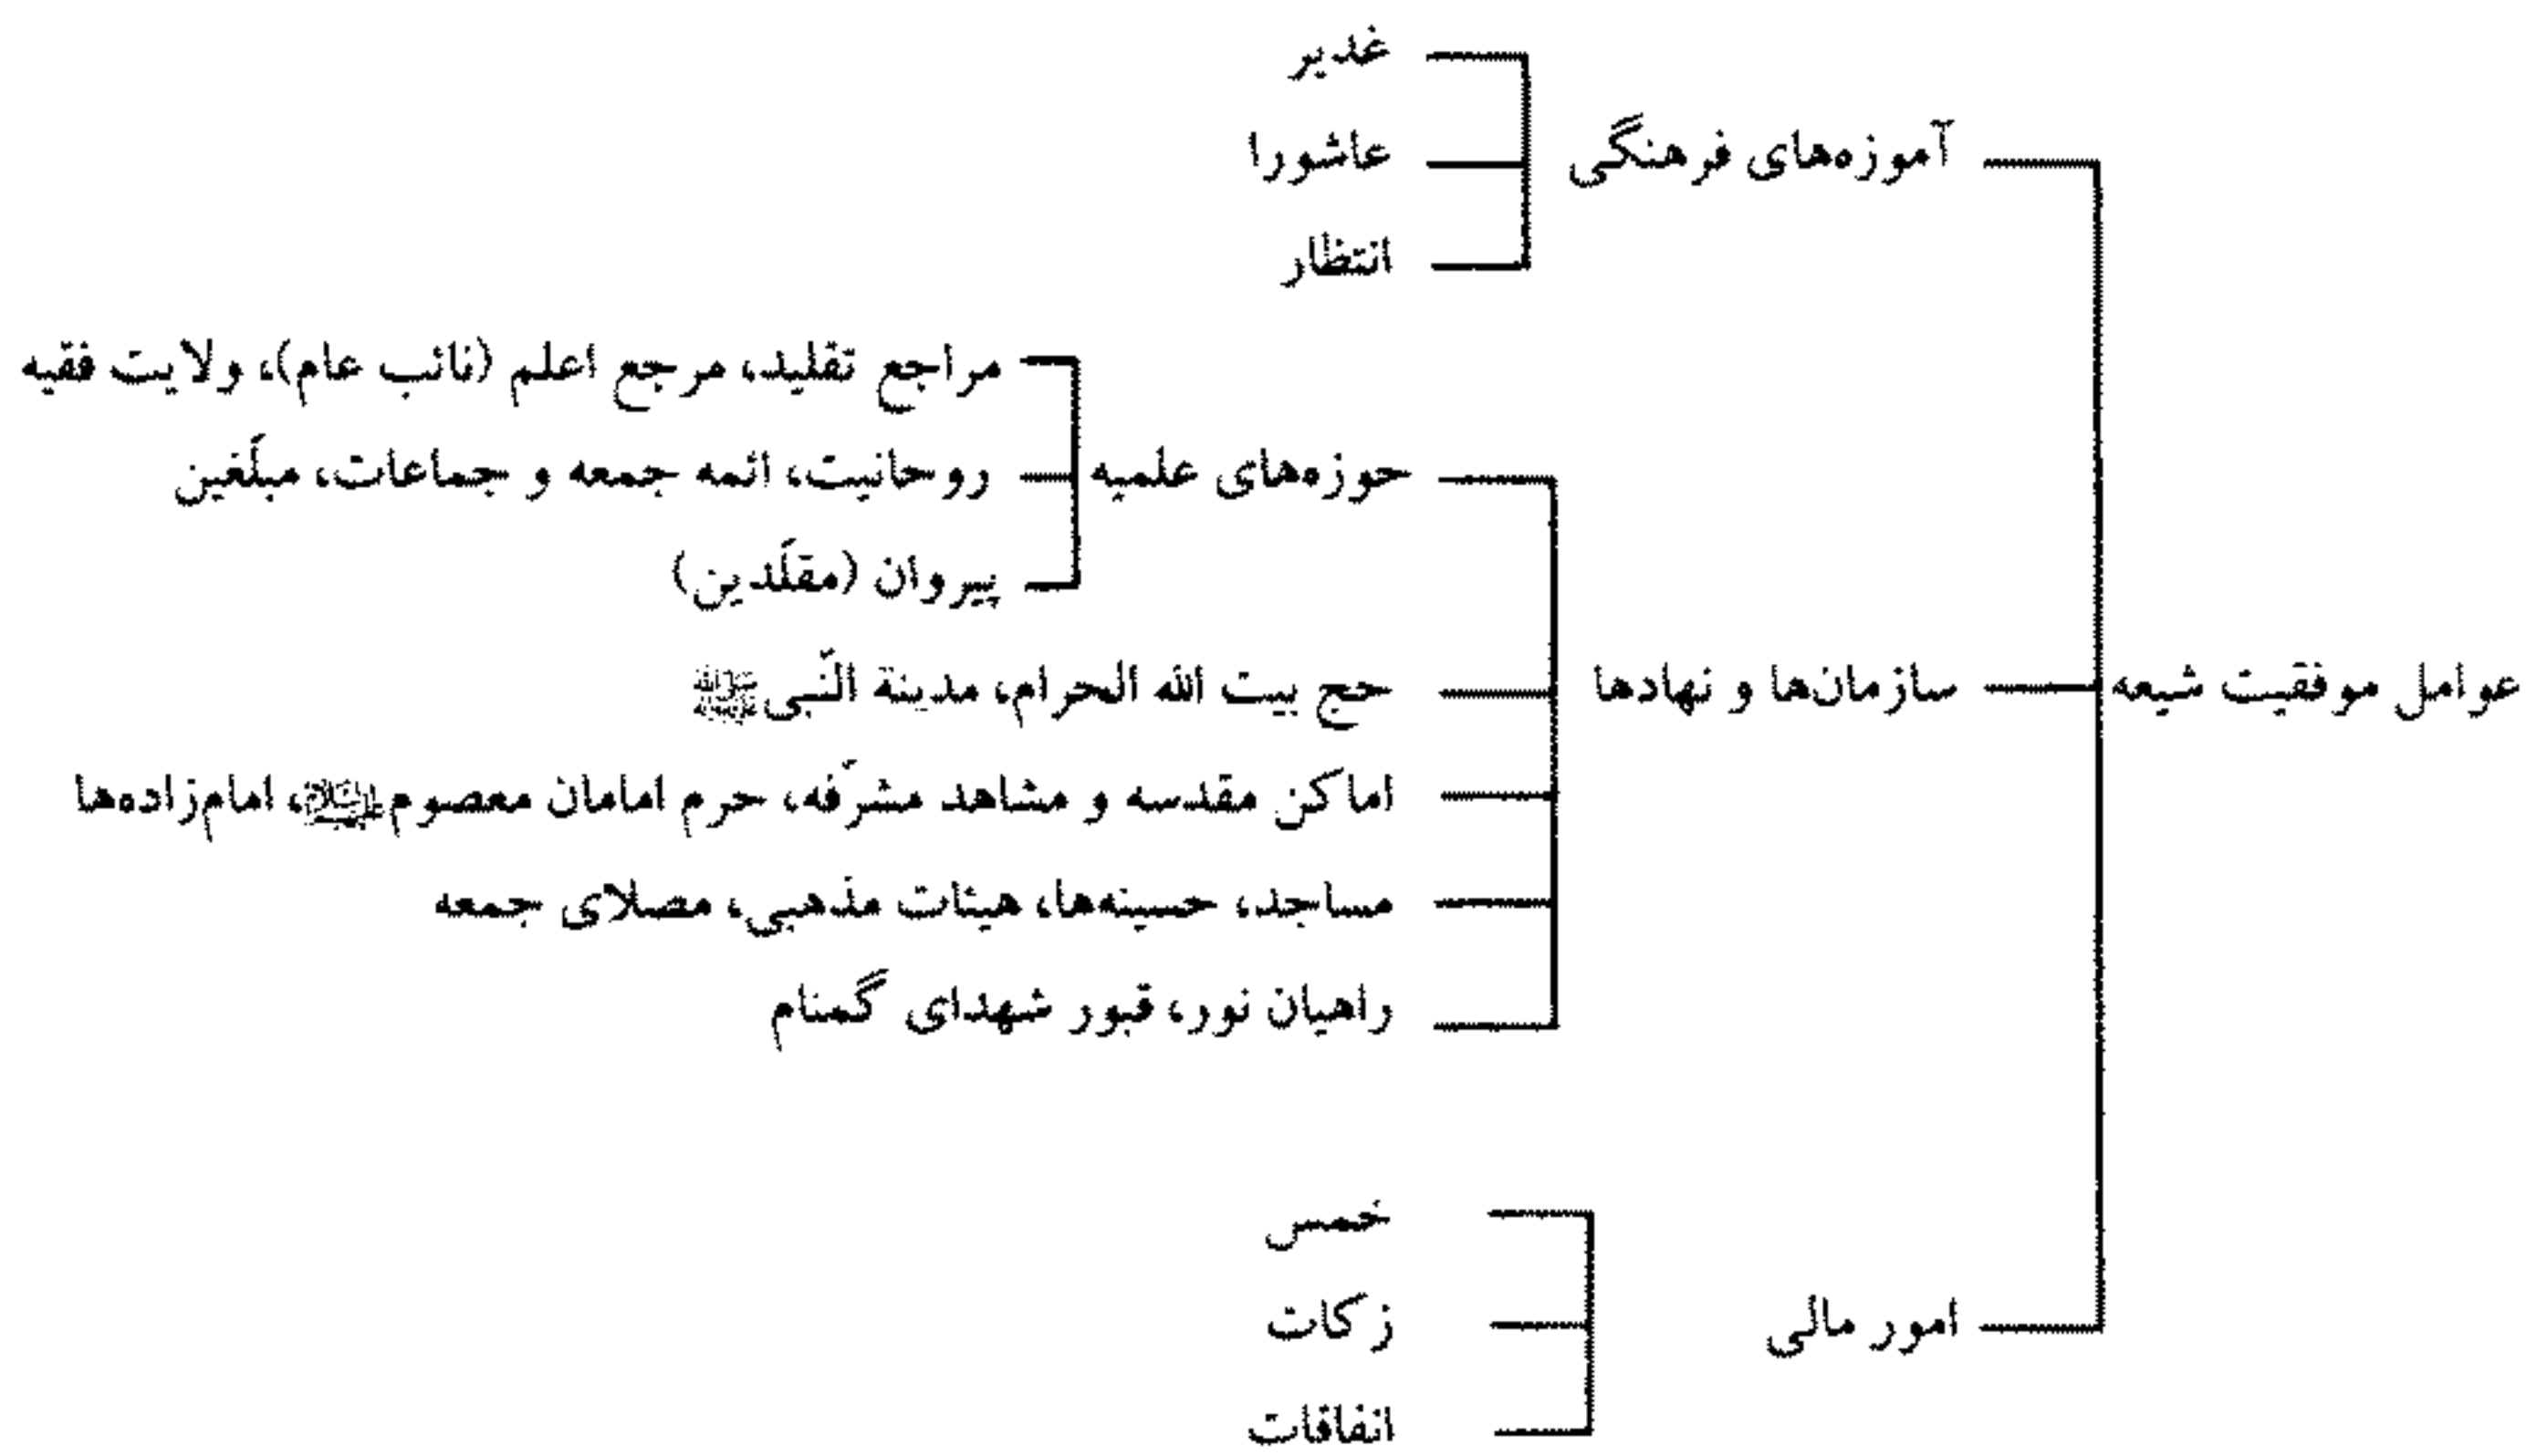 عوامل موفقیت شیعه
آموزه‌های فرهنگی
غدیر
عاشورا
انتظار
سازمان‌ها و نهادها
حوزه‌های علمیه
مراجع تقلید، مرجع اعلم (نائب عام)، ولایت فقیه
روحانیت، ائمه جمعه و جماعات، مبلّغین
پیروان (مقلّدین)
حج بیت الله الحرام، مدینة النّبی ﷺ
اماکن مقدسه و مشاهد مشرّفه، حرم امامان معصوم، امام‌زاده‌ها
مساجد، حسینه‌ها، هیئات مذهبی، مصلای جمعه
راهیان نور، قبور شهدای گمنام
امور مالی
خمس
زکات
انفاقات